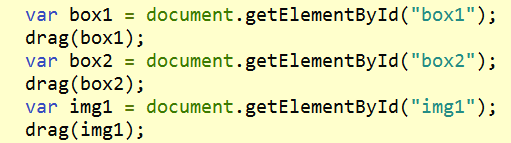 var box1 = document.getElementById("box1");
drag(box1);
var box2 = document.getElementById("box2");
drag(box2);
var img1 = document.getElementById("img1");
drag(img1);